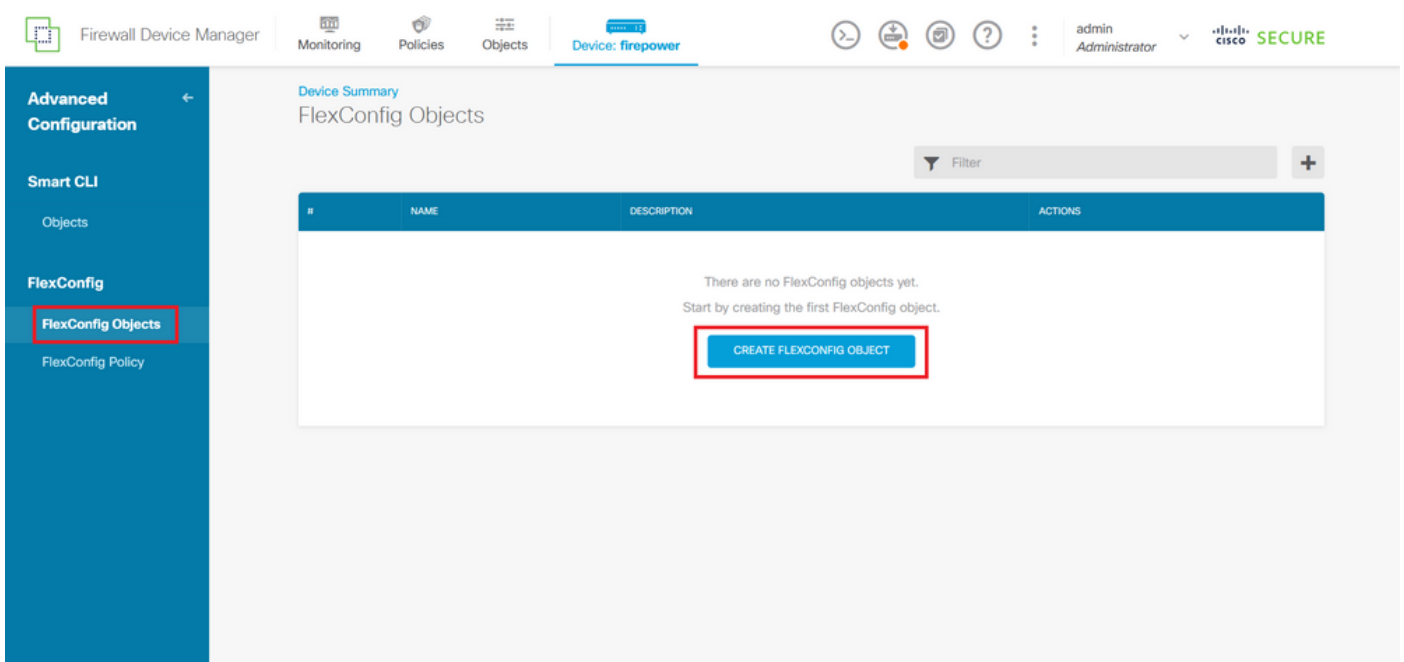 Firewall Device Manager
Monitoring
Policies
Objects
Device: firepower
admin
Administrator
CISCO SECURE
Advanced
Configuration
Smart CLI
Objects
FlexConfig
FlexConfig Objects
FlexConfig Policy
Device Summary
FlexConfig Objects
Filter
# NAME DESCRIPTION ACTIONS
There are no FlexConfig objects yet.
Start by creating the first FlexConfig object.
CREATE FLEXCONFIG OBJECT